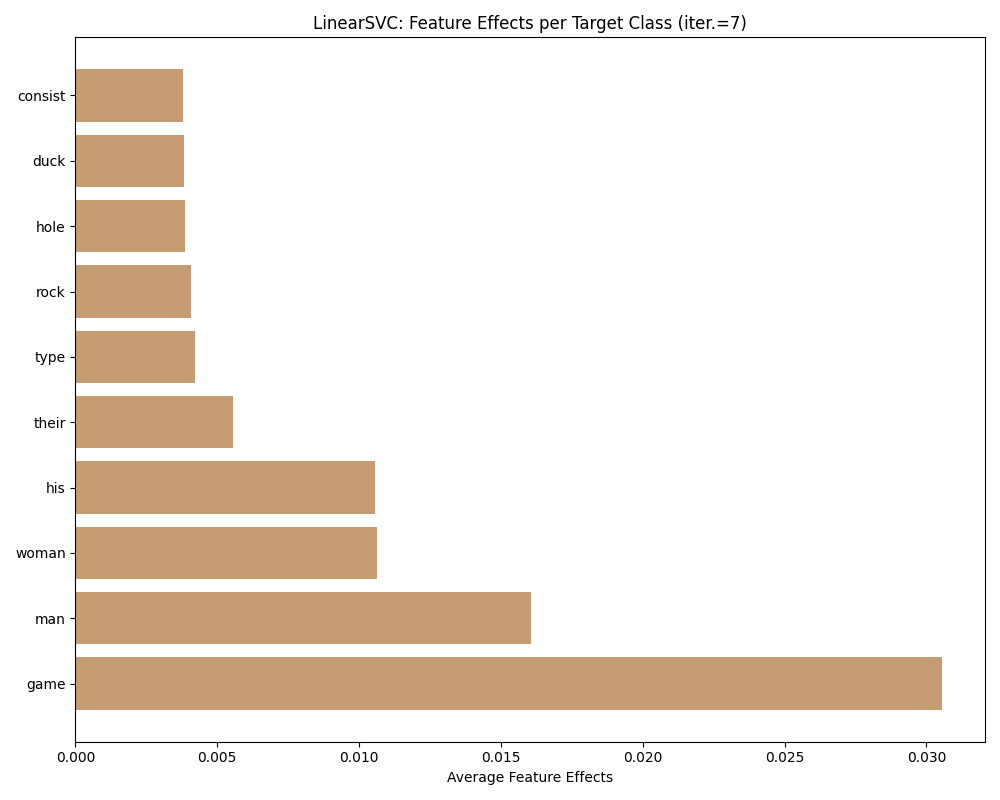 LinearSVC: Feature Effects per Target Class (iter.=7)
consist
duck
hole
rock
type
their
his
woman
man
game
0.000 0.005 0.010 0.015 0.020 0.025 0.030
Average Feature Effects